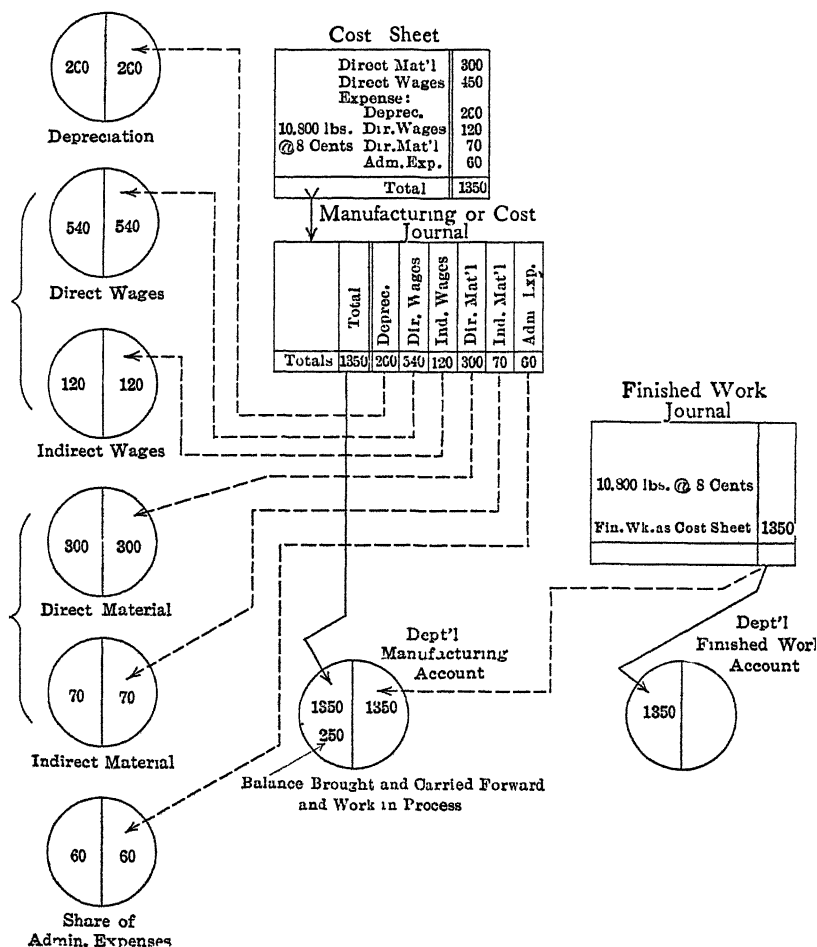 Cost Sheet
Direct Mat'l 300
Direct Wages 450
Expense:
Deprec. 260
10,800 lbs. Dir. Wages 120
@ 8 Cents Dir. Mat'l 70
Adm. Exp. 60
Total 1350
260 260
Depreciation
540 540
Direct Wages
120 120
Indirect Wages
300 300
Direct Material
70 70
Indirect Material
60 60
Share of
Admin. Expenses
Manufacturing or Cost
Journal
Total
Deprec.
Dir. Wages
Ind. Wages
Dir. Mat'l
Ind. Mat'l
Adm Exp.
Totals 1350 260 540 120 300 70 60
Finished Work
Journal
10,800 lbs. @ 8 Cents
Fin. Wk. as Cost Sheet 1350
Dept'l
Manufacturing
Account
1350 1350
250
Balance Brought and Carried Forward
and Work in Process
Dept'l
Finished Work
Account
1350